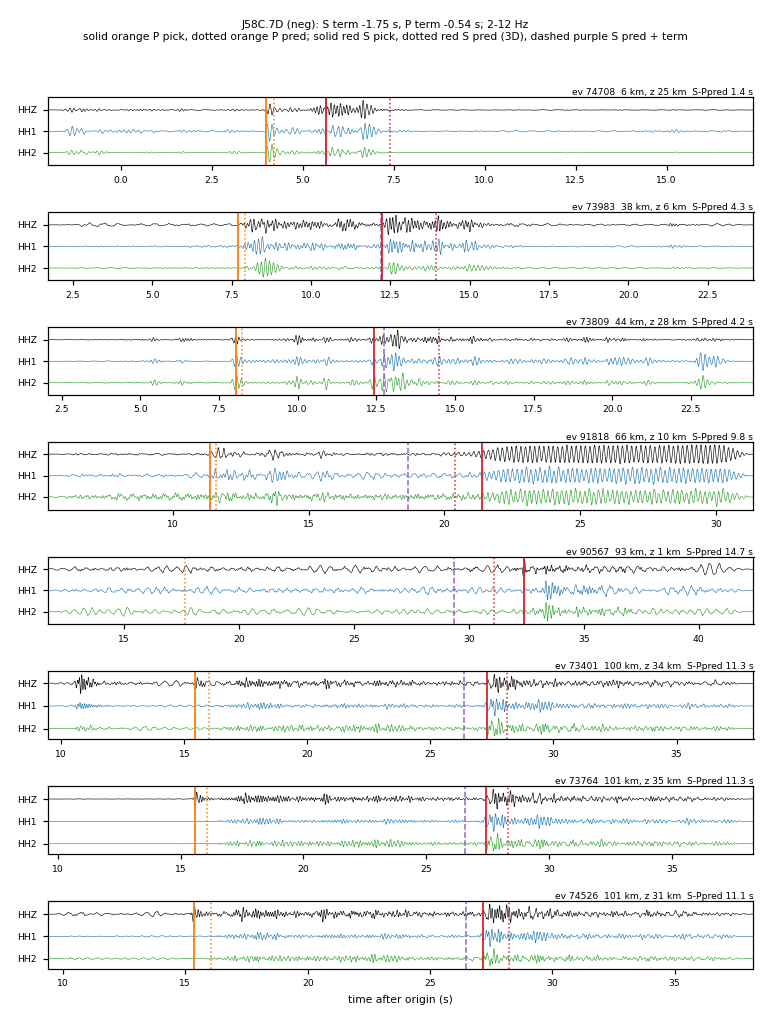 J58C.7D (neg): S term -1.75 s, P term -0.54 s; 2-12 Hz
solid orange P pick, dotted orange P pred; solid red S pick, dotted red S pred (3D), dashed purple S pred + term
ev 74708  6 km, z 25 km  S-Ppred 1.4 s
HHZ
HH1
HH2
0.0 2.5 5.0 7.5 10.0 12.5 15.0
ev 73983  38 km, z 6 km  S-Ppred 4.3 s
HHZ
HH1
HH2
2.5 5.0 7.5 10.0 12.5 15.0 17.5 20.0 22.5
ev 73809  44 km, z 28 km  S-Ppred 4.2 s
HHZ
HH1
HH2
2.5 5.0 7.5 10.0 12.5 15.0 17.5 20.0 22.5
ev 91818  66 km, z 10 km  S-Ppred 9.8 s
HHZ
HH1
HH2
10 15 20 25 30
ev 90567  93 km, z 1 km  S-Ppred 14.7 s
HHZ
HH1
HH2
15 20 25 30 35 40
ev 73401  100 km, z 34 km  S-Ppred 11.3 s
HHZ
HH1
HH2
10 15 20 25 30 35
ev 73764  101 km, z 35 km  S-Ppred 11.3 s
HHZ
HH1
HH2
10 15 20 25 30 35
ev 74526  101 km, z 31 km  S-Ppred 11.1 s
HHZ
HH1
HH2
10 15 20 25 30 35
time after origin (s)